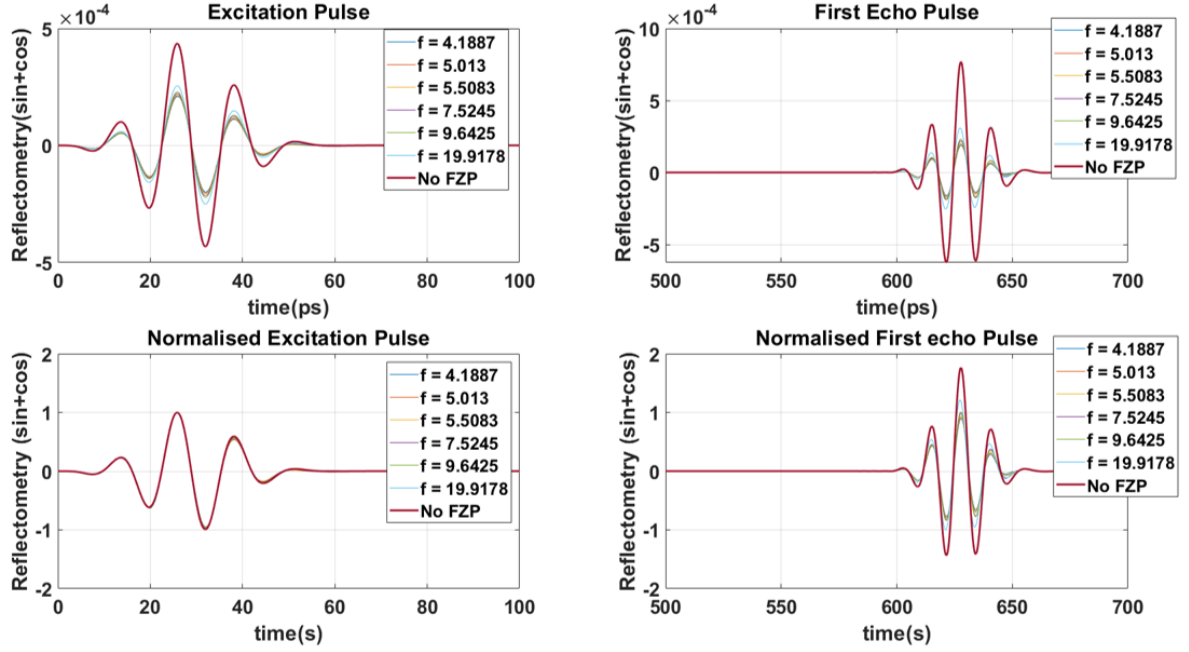 Excitation Pulse
×10⁻⁴
5
0
-5
Reflectometry(sin+cos)
0 20 40 60 80 100
time(ps)
f = 4.1887
f = 5.013
f = 5.5083
f = 7.5245
f = 9.6425
f = 19.9178
No FZP
First Echo Pulse
×10⁻⁴
10
5
0
-5
Reflectometry(sin+cos)
500 550 600 650 700
time(ps)
f = 4.1887
f = 5.013
f = 5.5083
f = 7.5245
f = 9.6425
f = 19.9178
No FZP
Normalised Excitation Pulse
2
1
0
-1
-2
Reflectometry (sin+cos)
0 20 40 60 80 100
time(s)
f = 4.1887
f = 5.013
f = 5.5083
f = 7.5245
f = 9.6425
f = 19.9178
No FZP
Normalised First echo Pulse
2
1
0
-1
-2
Reflectometry (sin+cos)
500 550 600 650 700
time(s)
f = 4.1887
f = 5.013
f = 5.5083
f = 7.5245
f = 9.6425
f = 19.9178
No FZP